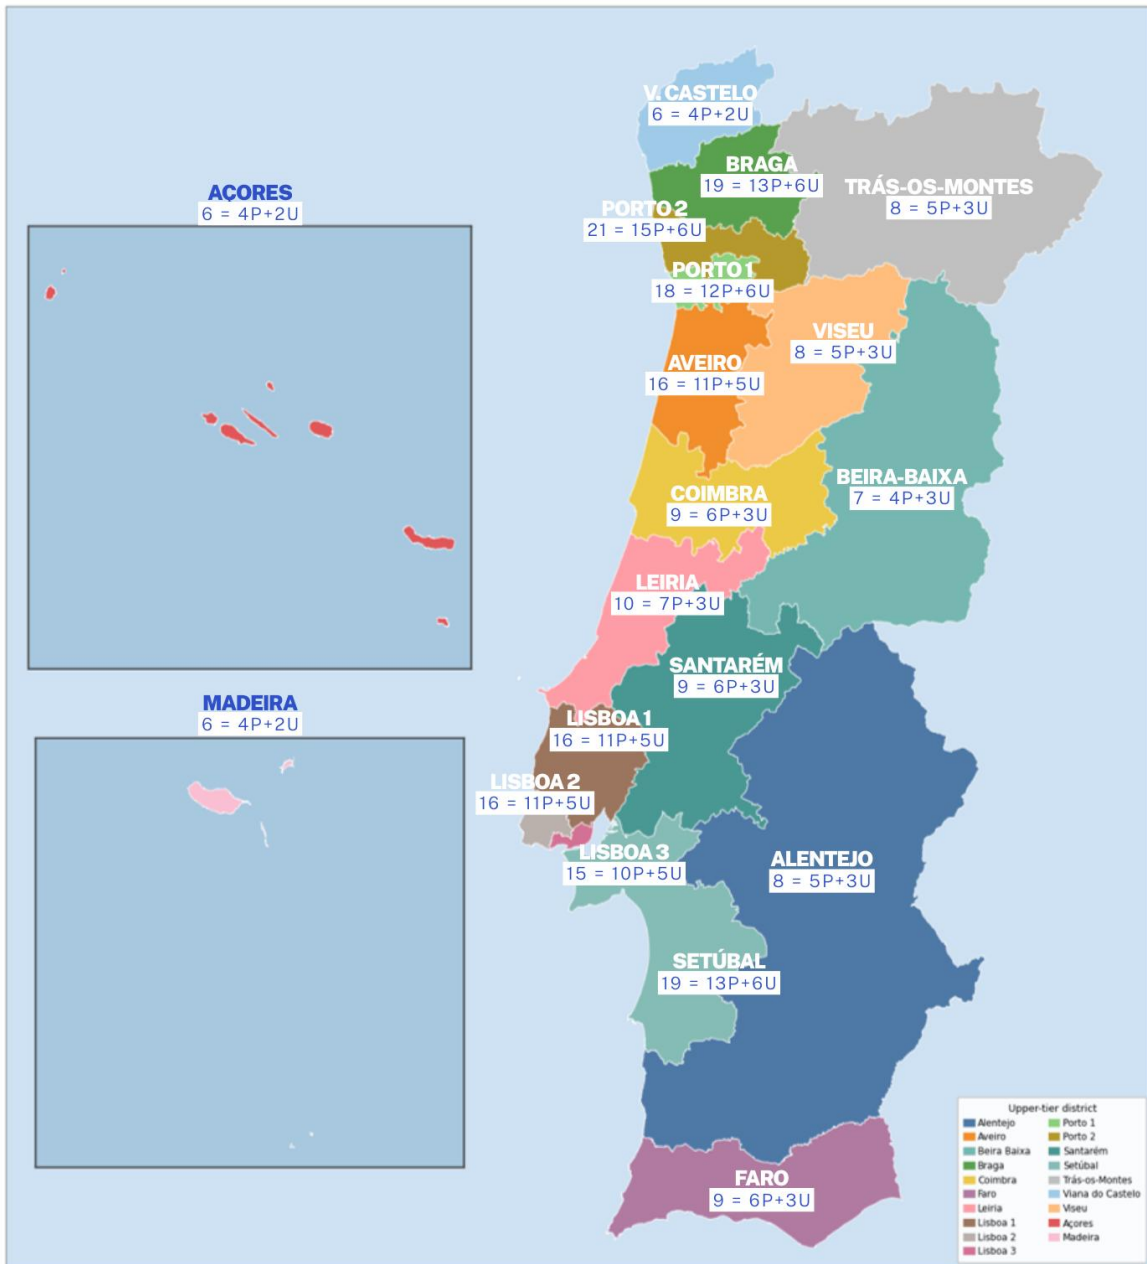 V. CASTELO
6 = 4P+2U
BRAGA
19 = 13P+6U
TRÁS-OS-MONTES
8 = 5P+3U
AÇORES
6 = 4P+2U
PORTO 2
21 = 15P+6U
PORTO 1
18 = 12P+6U
VISEU
8 = 5P+3U
AVEIRO
16 = 11P+5U
BEIRA-BAIXA
7 = 4P+3U
COIMBRA
9 = 6P+3U
LEIRIA
10 = 7P+3U
SANTARÉM
9 = 6P+3U
MADEIRA
6 = 4P+2U
LISBOA 1
16 = 11P+5U
LISBOA 2
16 = 11P+5U
LISBOA 3
15 = 10P+5U
ALENTEJO
8 = 5P+3U
SETÚBAL
19 = 13P+6U
FARO
9 = 6P+3U
Upper-tier district
Alentejo
Aveiro
Beira Baixa
Braga
Coimbra
Faro
Leiria
Lisboa 1
Lisboa 2
Lisboa 3
Porto 1
Porto 2
Santarém
Setúbal
Trás-os-Montes
Viana do Castelo
Viseu
Açores
Madeira